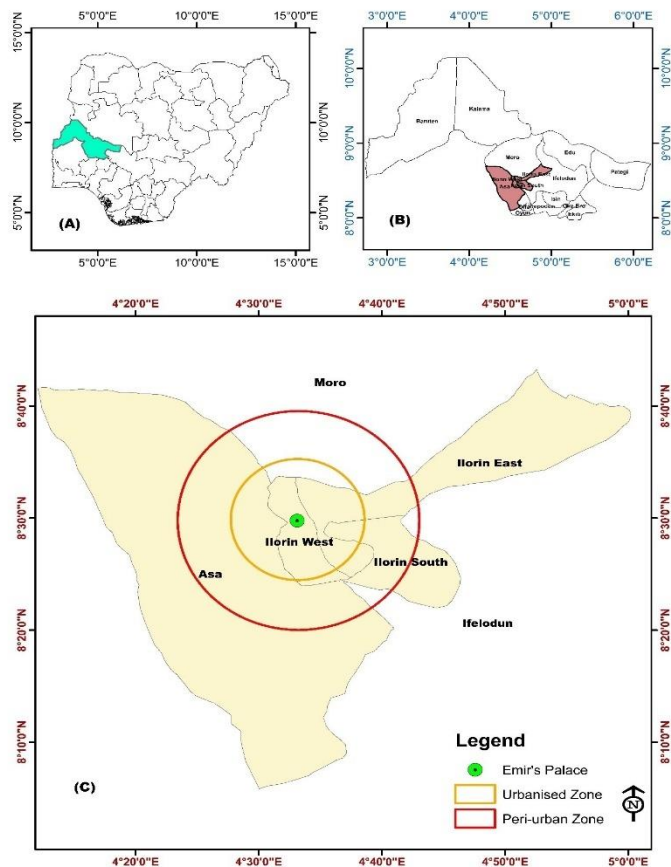 5°0'0"E 10°0'0"E 15°0'0"E
3°0'0"E 4°0'0"E 5°0'0"E 6°0'0"E
15°0'0"N
10°0'0"N
5°0'0"N
15°0'0"N
10°0'0"N
5°0'0"N
(A)
5°0'0"E 10°0'0"E 15°0'0"E
10°0'0"N
9°0'0"N
8°0'0"N
10°0'0"N
9°0'0"N
8°0'0"N
Edu
Ifelodun
Asa
Isin
(B)
3°0'0"E 4°0'0"E 5°0'0"E 6°0'0"E
4°20'0"E 4°30'0"E 4°40'0"E 4°50'0"E 5°0'0"E
8°40'0"N
8°30'0"N
8°20'0"N
8°10'0"N
8°40'0"N
8°30'0"N
8°20'0"N
8°10'0"N
Moro
Ilorin East
Ilorin West
Ilorin South
Asa
Ifelodun
(C)
Legend
Emir's Palace
Urbanised Zone
Peri-urban Zone
N
4°20'0"E 4°30'0"E 4°40'0"E 4°50'0"E 5°0'0"E